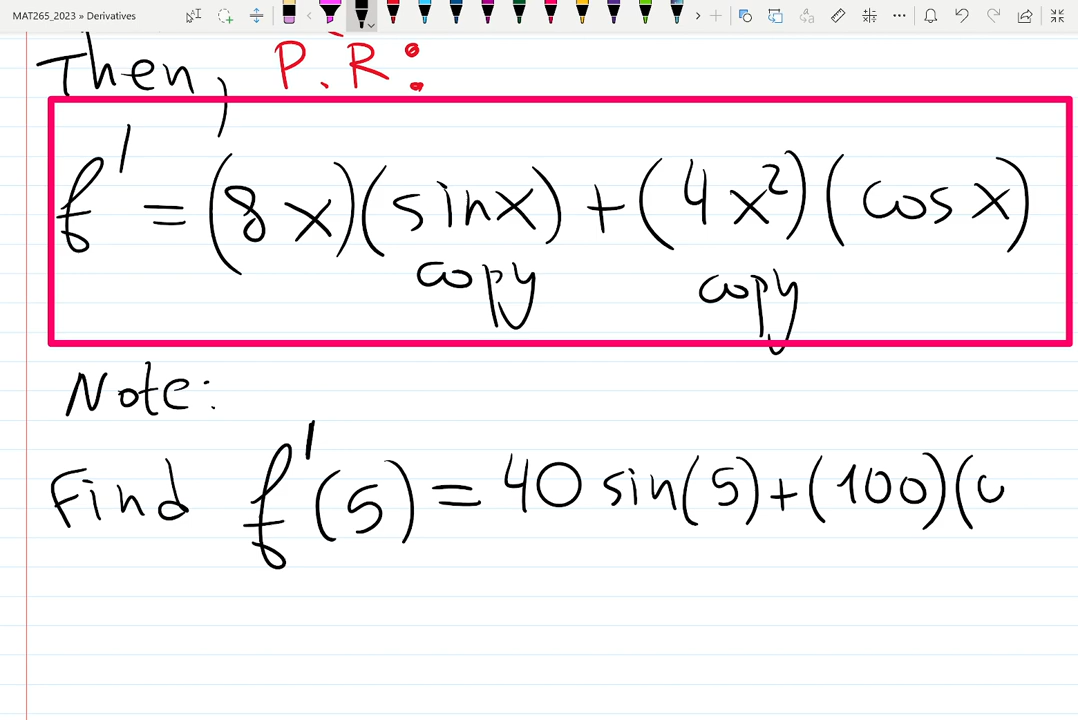 MAT265_2023 » Derivatives
Then, P.R:
f' = (8x)(sinx) + (4x²)(cosx)
copy copy
Note:
Find f'(5) = 40 sin(5)+(100)(c